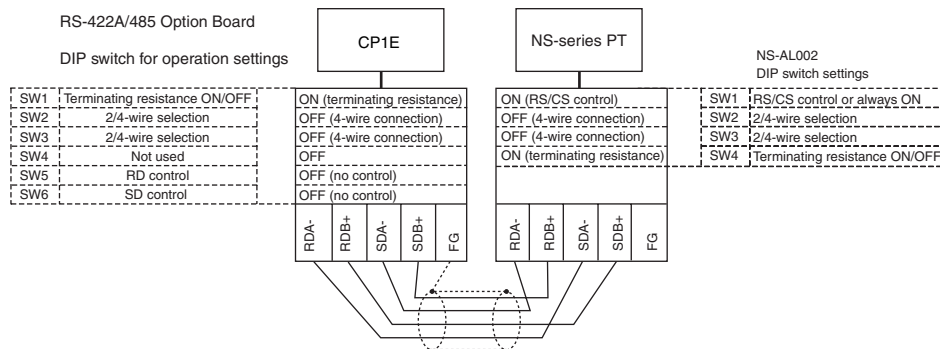 RS-422A/485 Option Board
DIP switch for operation settings
CP1E
NS-series PT
NS-AL002
DIP switch settings
SW1 Terminating resistance ON/OFF ON (terminating resistance)
SW2 2/4-wire selection OFF (4-wire connection)
SW3 2/4-wire selection OFF (4-wire connection)
SW4 Not used OFF
SW5 RD control OFF (no control)
SW6 SD control OFF (no control)
ON (RS/CS control) SW1 RS/CS control or always ON
OFF (4-wire connection) SW2 2/4-wire selection
OFF (4-wire connection) SW3 2/4-wire selection
ON (terminating resistance) SW4 Terminating resistance ON/OFF
RDA- RDB+ SDA- SDB+ FG
RDA- RDB+ SDA- SDB+ FG